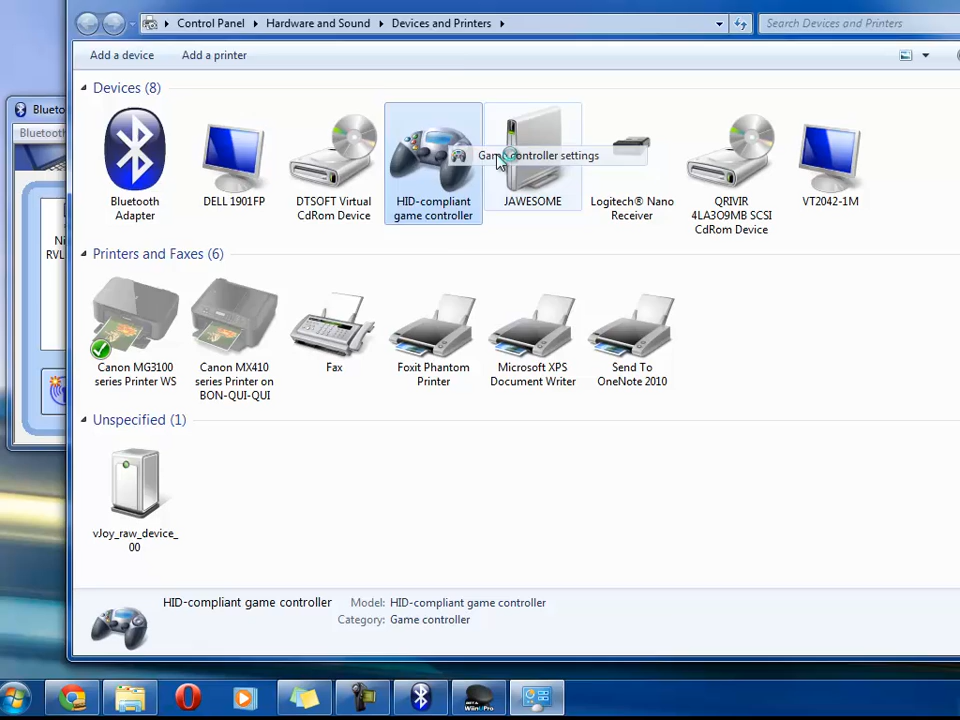 Control Panel Hardware and Sound Devices and Printers
Search Devices and Printers
Add a device Add a printer
Devices (8)
Bluetooth
Adapter
DELL 1901FP
DTSOFT Virtual
CdRom Device
HID-compliant
game controller
Game controller settings
JAWESOME
Logitech® Nano
Receiver
QRIVIR
4LA3O9MB SCSI
CdRom Device
VT2042-1M
Printers and Faxes (6)
Canon MG3100
series Printer WS
Canon MX410
series Printer on
BON-QUI-QUI
Fax
Foxit Phantom
Printer
Microsoft XPS
Document Writer
Send To
OneNote 2010
Unspecified (1)
vJoy_raw_device_
00
HID-compliant game controller
Model: HID-compliant game controller
Category: Game controller
Bluetoo
Bluetooth
Ni
RVL